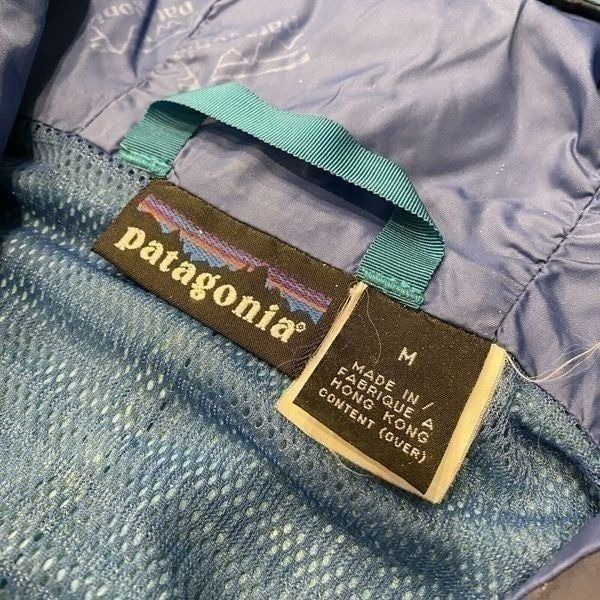 patagonia®
M
MADE IN/
FABRIQUE A
HONG KONG
CONTENT (OVER)